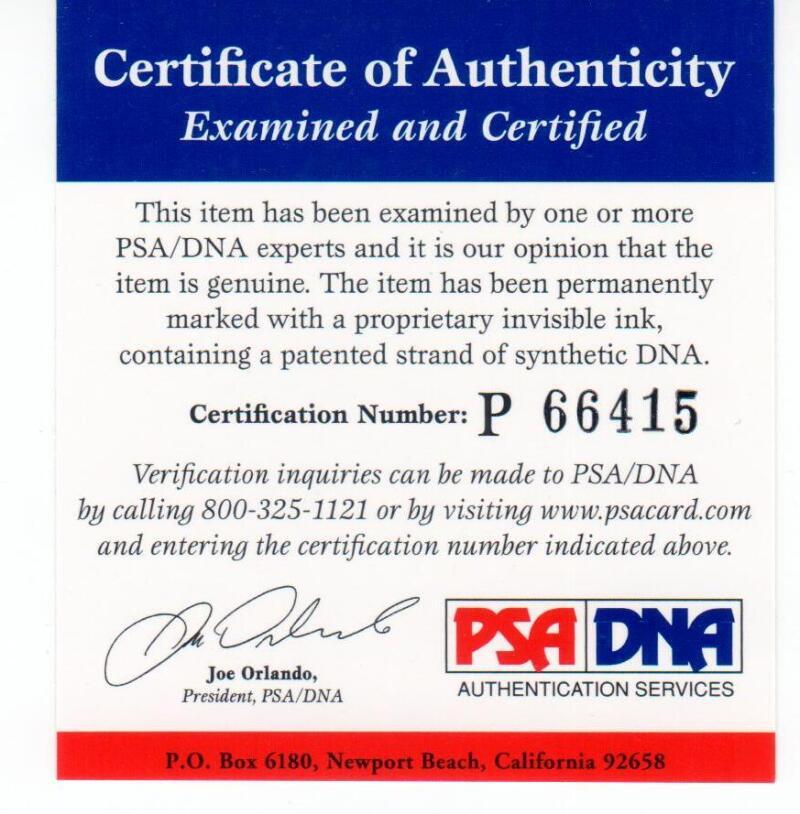 Certificate of Authenticity
Examined and Certified
This item has been examined by one or more
PSA/DNA experts and it is our opinion that the
item is genuine. The item has been permanently
marked with a proprietary invisible ink,
containing a patented strand of synthetic DNA.
Certification Number: P 66415
Verification inquiries can be made to PSA/DNA
by calling 800-325-1121 or by visiting www.psacard.com
and entering the certification number indicated above.
Joe Orlando,
President, PSA/DNA
PSA DNA
AUTHENTICATION SERVICES
P.O. Box 6180, Newport Beach, California 92658